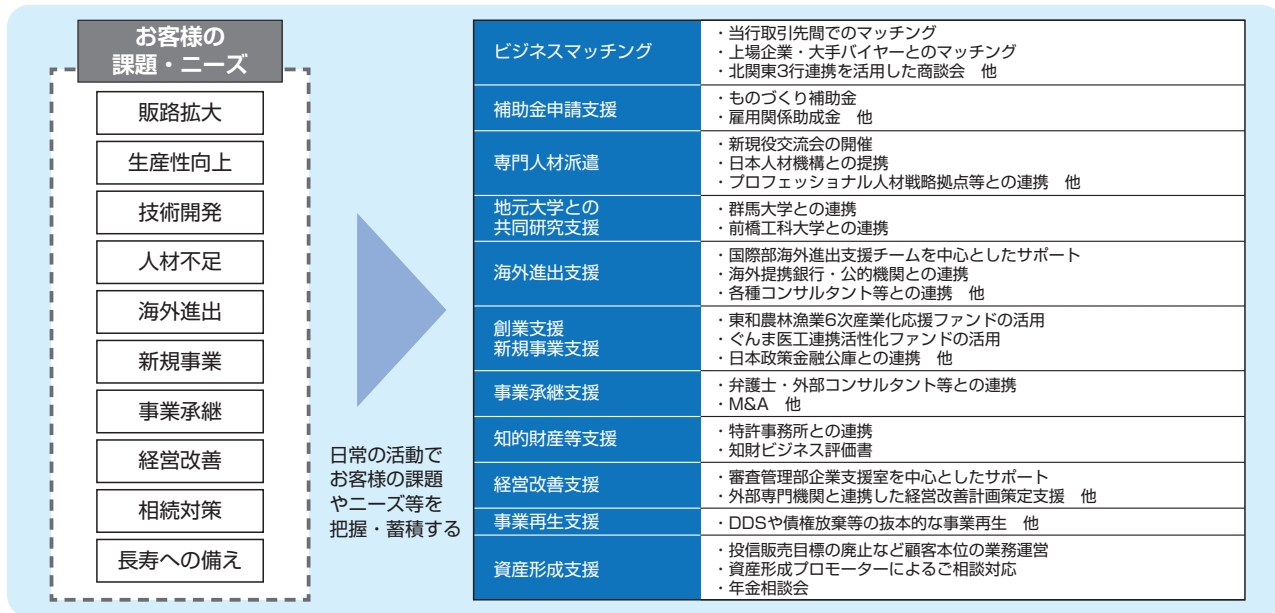 お客様の
課題・ニーズ
販路拡大
生産性向上
技術開発
人材不足
海外進出
新規事業
事業承継
経営改善
相続対策
長寿への備え
日常の活動で
お客様の課題
やニーズ等を
把握・蓄積する
ビジネスマッチング
・当行取引先間でのマッチング
・上場企業・大手バイヤーとのマッチング
・北関東3行連携を活用した商談会　他
補助金申請支援
・ものづくり補助金
・雇用関係助成金　他
専門人材派遣
・新現役交流会の開催
・日本人材機構との提携
・プロフェッショナル人材戦略拠点等との連携　他
地元大学との
共同研究支援
・群馬大学との連携
・前橋工科大学との連携
海外進出支援
・国際部海外進出支援チームを中心としたサポート
・海外提携銀行・公的機関との連携
・各種コンサルタント等との連携　他
創業支援
新規事業支援
・東和農林漁業6次産業化応援ファンドの活用
・ぐんま医工連携活性化ファンドの活用
・日本政策金融公庫との連携　他
事業承継支援
・弁護士・外部コンサルタント等との連携
・M&A　他
知的財産等支援
・特許事務所との連携
・知財ビジネス評価書
経営改善支援
・審査管理部企業支援室を中心としたサポート
・外部専門機関と連携した経営改善計画策定支援　他
事業再生支援
・DDSや債権放棄等の抜本的な事業再生　他
資産形成支援
・投信販売目標の廃止など顧客本位の業務運営
・資産形成プロモーターによるご相談対応
・年金相談会